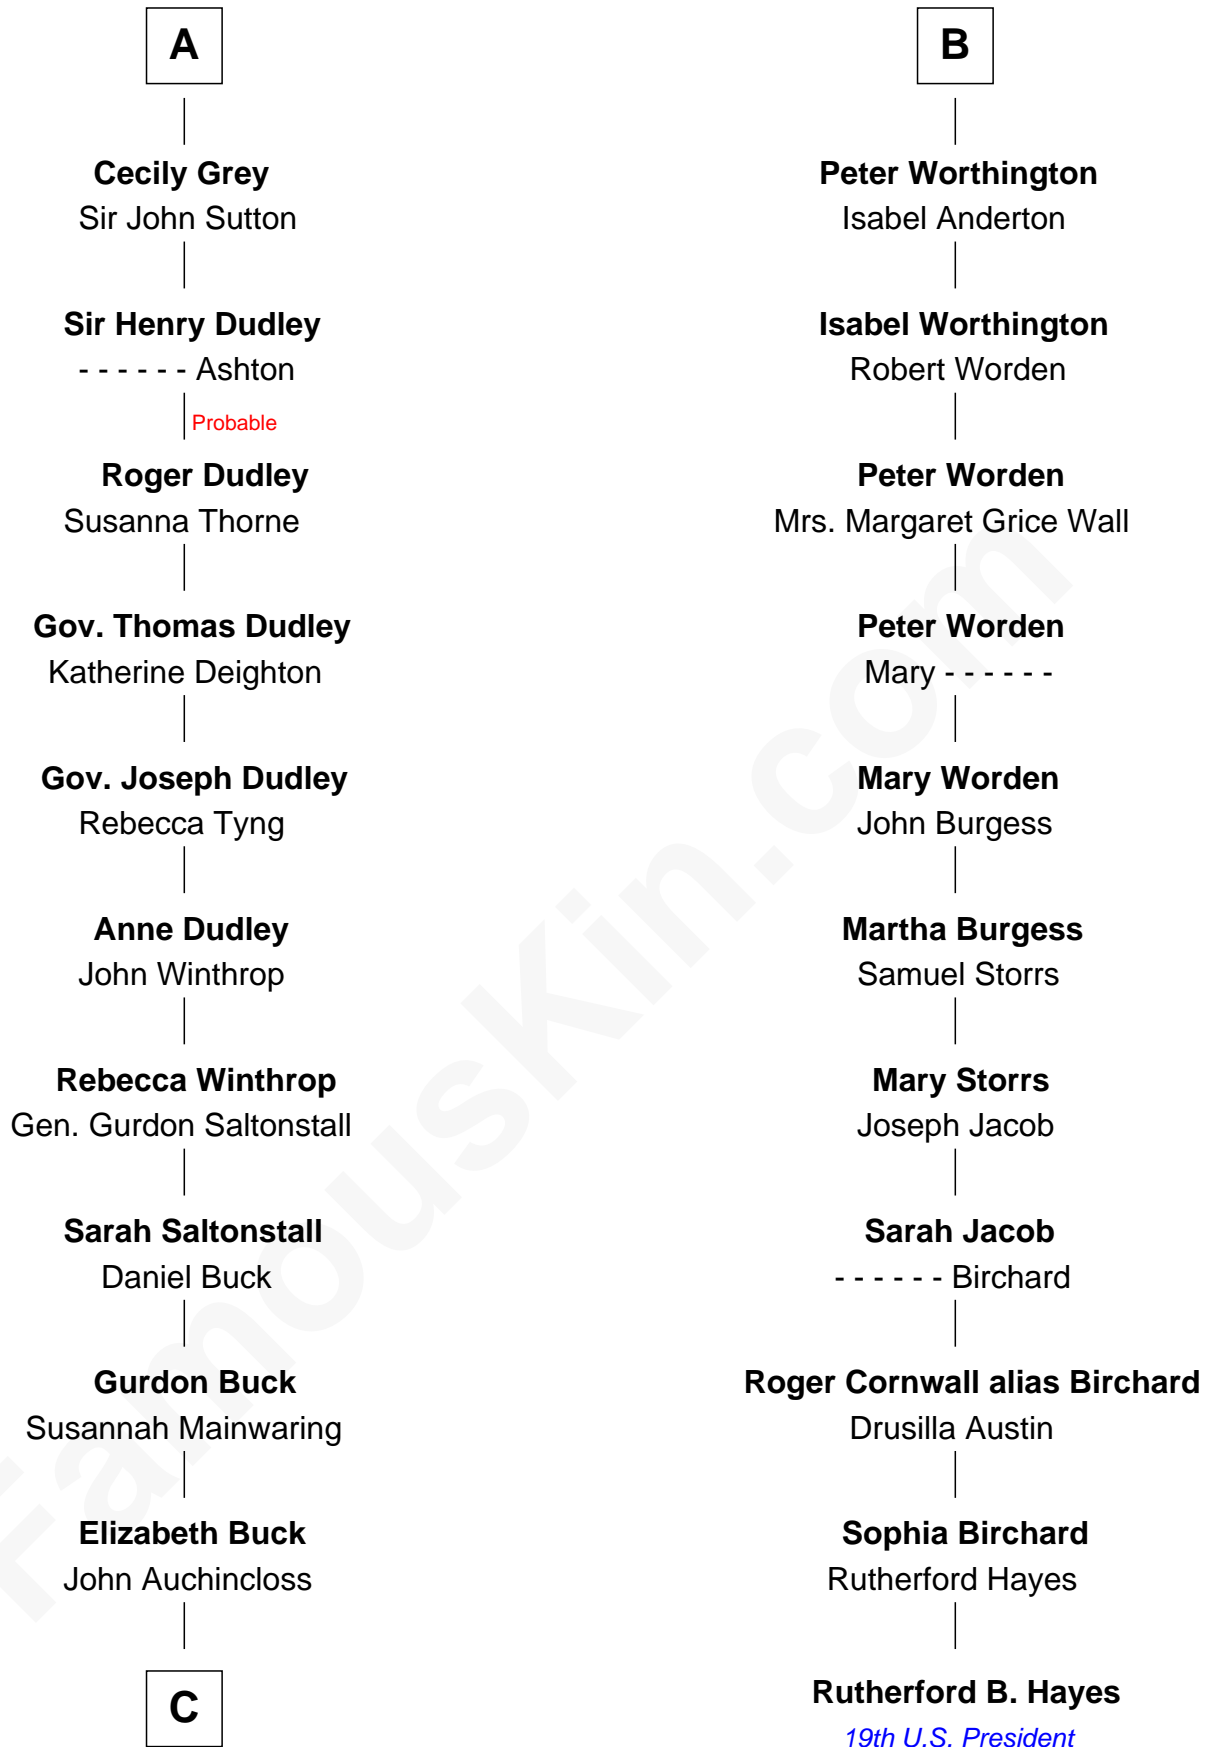 A
Cecily Grey
Sir John Sutton
Sir Henry Dudley
- - - - - - Ashton
Probable
Roger Dudley
Susanna Thorne
Gov. Thomas Dudley
Katherine Deighton
Gov. Joseph Dudley
Rebecca Tyng
Anne Dudley
John Winthrop
Rebecca Winthrop
Gen. Gurdon Saltonstall
Sarah Saltonstall
Daniel Buck
Gurdon Buck
Susannah Mainwaring
Elizabeth Buck
John Auchincloss
C
B
Peter Worthington
Isabel Anderton
Isabel Worthington
Robert Worden
Peter Worden
Mrs. Margaret Grice Wall
Peter Worden
Mary - - - - - -
Mary Worden
John Burgess
Martha Burgess
Samuel Storrs
Mary Storrs
Joseph Jacob
Sarah Jacob
- - - - - - Birchard
Roger Cornwall alias Birchard
Drusilla Austin
Sophia Birchard
Rutherford Hayes
Rutherford B. Hayes
19th U.S. President
FamousKin.com